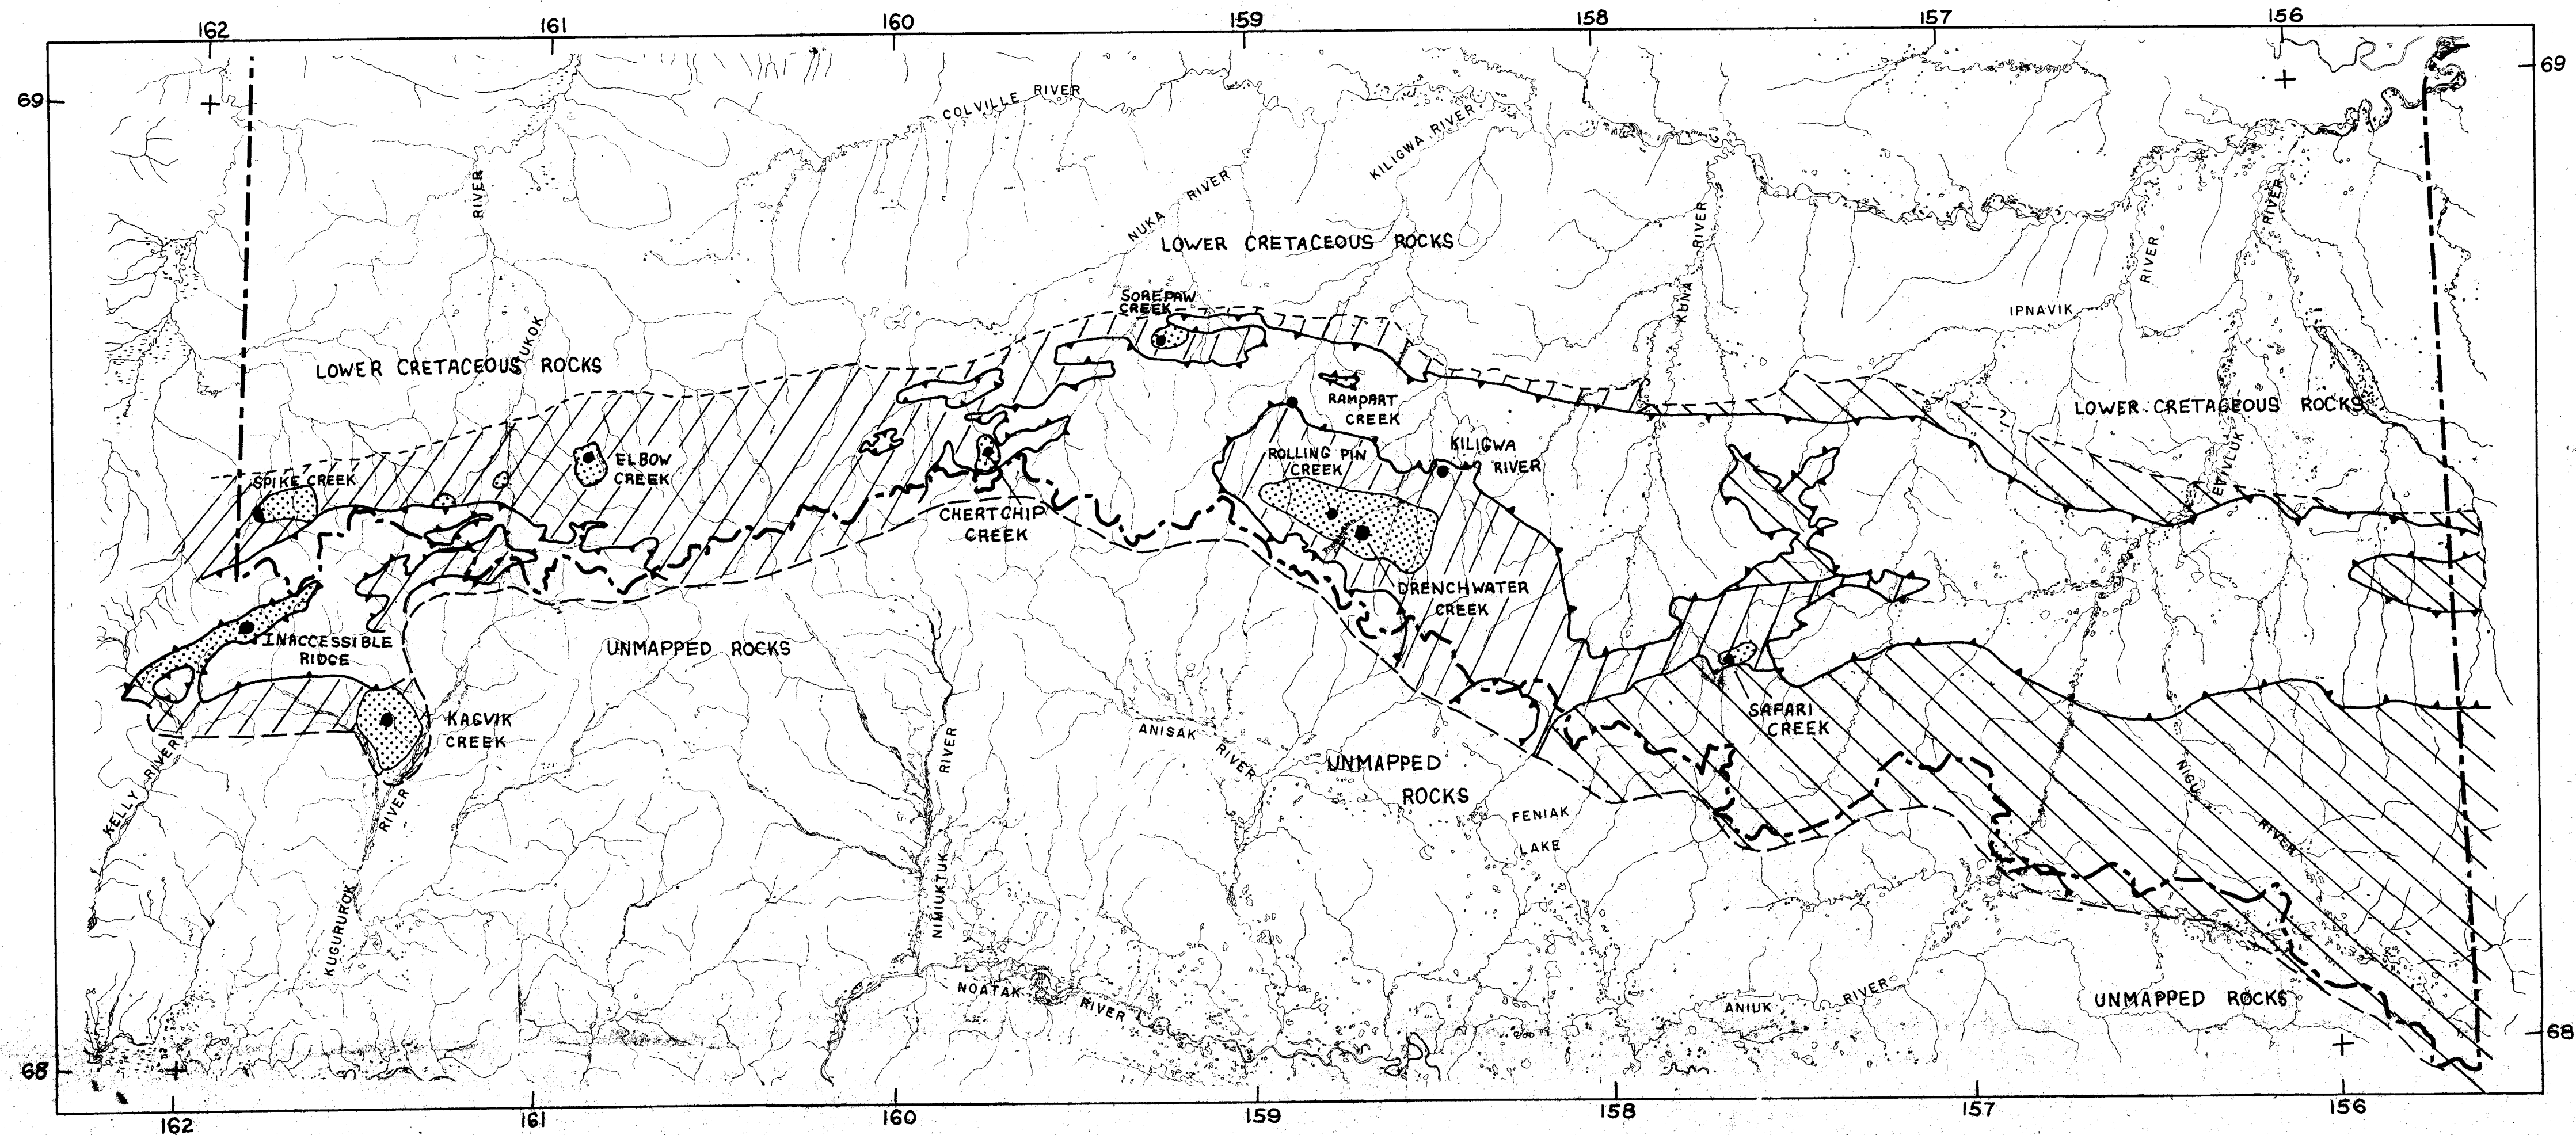 162
161
160
159
158
157
156
69
69
COLVILLE RIVER
KILIGWA RIVER
NUKA RIVER
RIVER
UTUKOK
LOWER CRETACEOUS ROCKS
KUNA RIVER
RIVER
IPNAVIK
RIVER
ETIVLUK
SOREPAW
CREEK
LOWER CRETACEOUS ROCKS
LOWER CRETACEOUS ROCKS
RAMPART
CREEK
SPIKE CREEK
ELBOW
CREEK
ROLLING PIN
CREEK
KILIGWA
RIVER
CHERTCHIP
CREEK
DRENCHWATER
CREEK
INACCESSIBLE
RIDGE
UNMAPPED ROCKS
KAGVIK
CREEK
SAFARI
CREEK
ANISAK RIVER
UNMAPPED
ROCKS
FENIAK
LAKE
KELLY RIVER
RIVER
KUGURUROK
RIVER
NIMIUKTUK
NIGU RIVER
NOATAK RIVER
ANIUK RIVER
UNMAPPED ROCKS
68
68
162
161
160
159
158
157
156